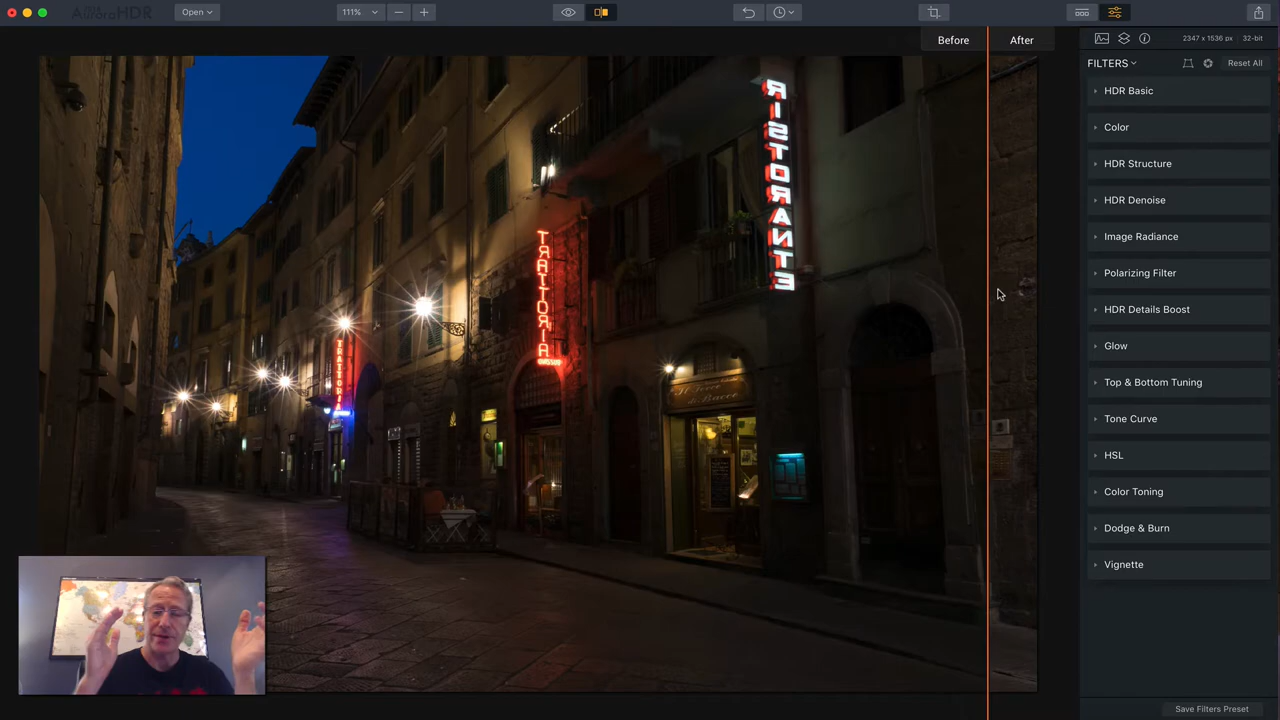 AuroraHDR
Open
111%
Before
After
2347 x 1536 px
32-bit
FILTERS
Reset All
HDR Basic
Color
HDR Structure
HDR Denoise
Image Radiance
Polarizing Filter
HDR Details Boost
Glow
Top & Bottom Tuning
Tone Curve
HSL
Color Toning
Dodge & Burn
Vignette
Save Filters Preset
RISTORANTE
TRATTORIA
TRATTORIA